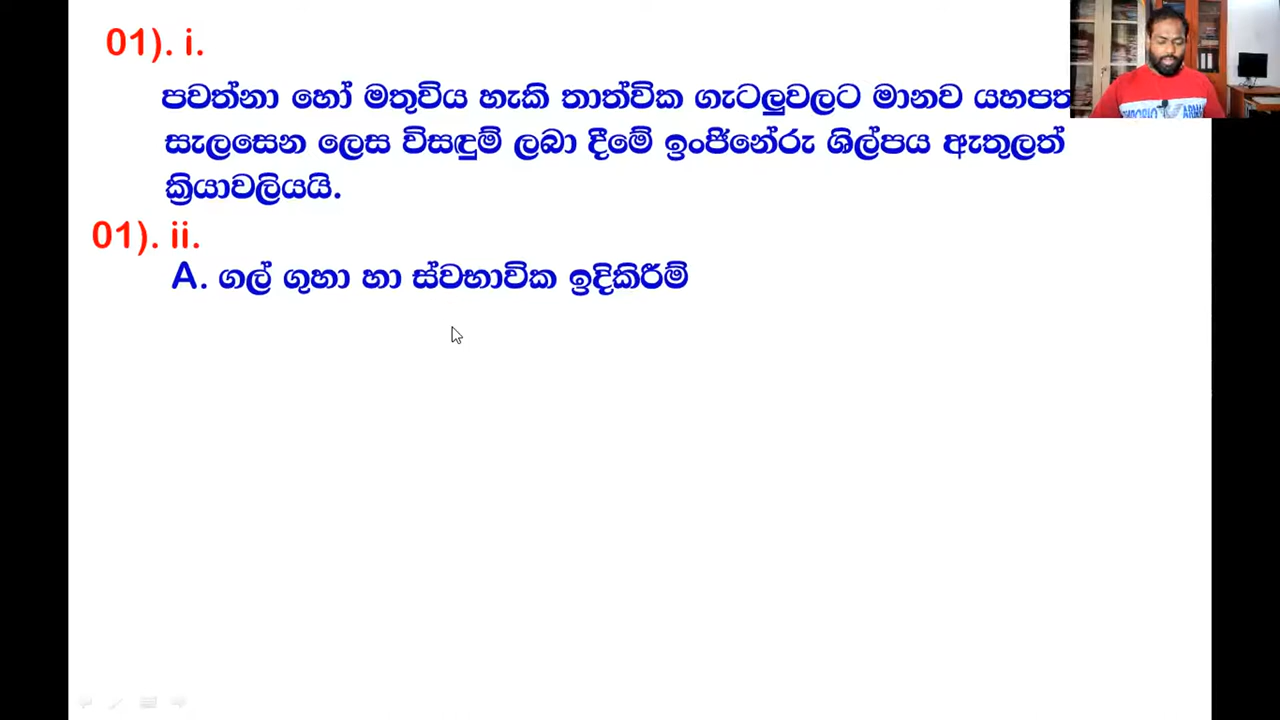 01). i.
පවත්නා හෝ මතුවිය හැකි තාත්වික ගැටලුවලට මානව
සැලසෙන ලෙස විසඳුම් ලබා දීමේ ඉංජිනේරු ශිල්පය ඇතුලත්
ක්‍රියාවලියයි.
01). ii.
A. ගල් ගුහා හා ස්වභාවික ඉදිකිරීම්